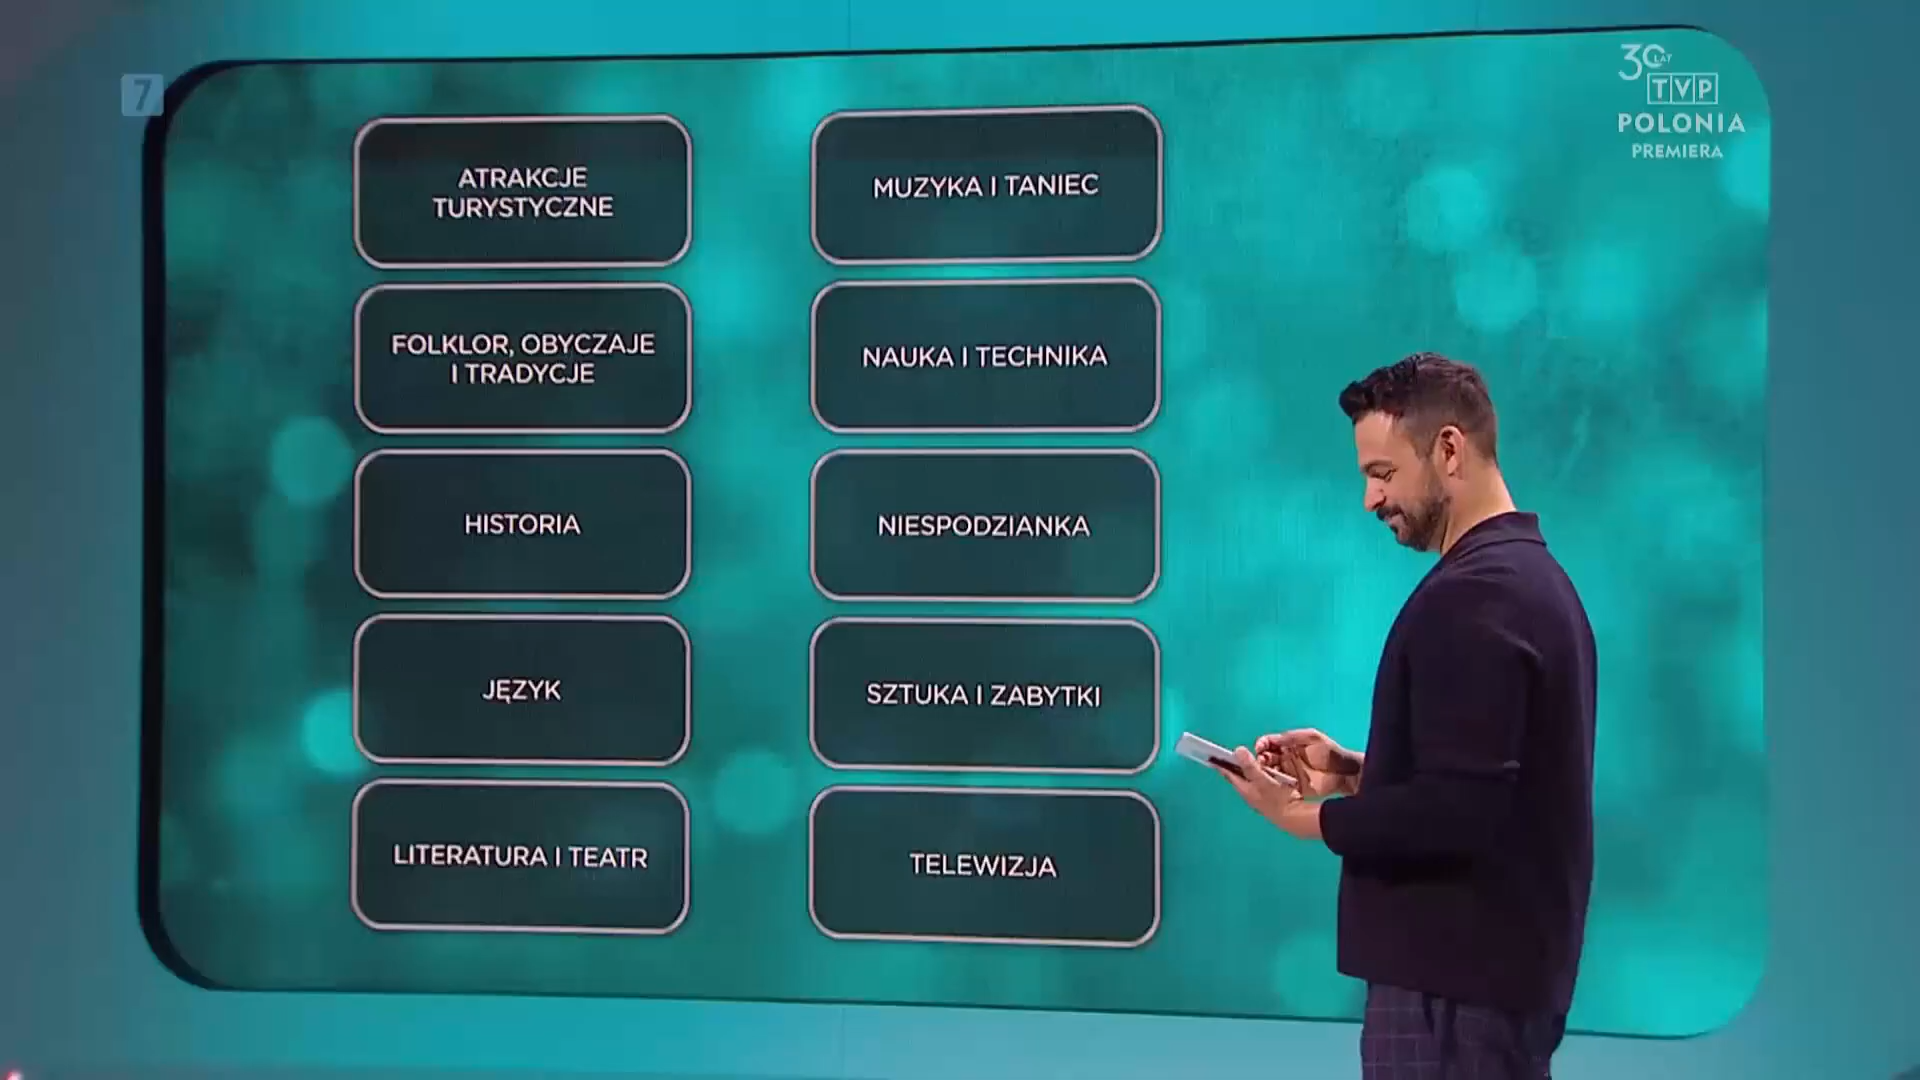 7
30 LAT
TVP
POLONIA
PREMIERA
ATRAKCJE
TURYSTYCZNE
FOLKLOR, OBYCZAJE
I TRADYCJE
HISTORIA
JĘZYK
LITERATURA I TEATR
MUZYKA I TANIEC
NAUKA I TECHNIKA
NIESPODZIANKA
SZTUKA I ZABYTKI
TELEWIZJA